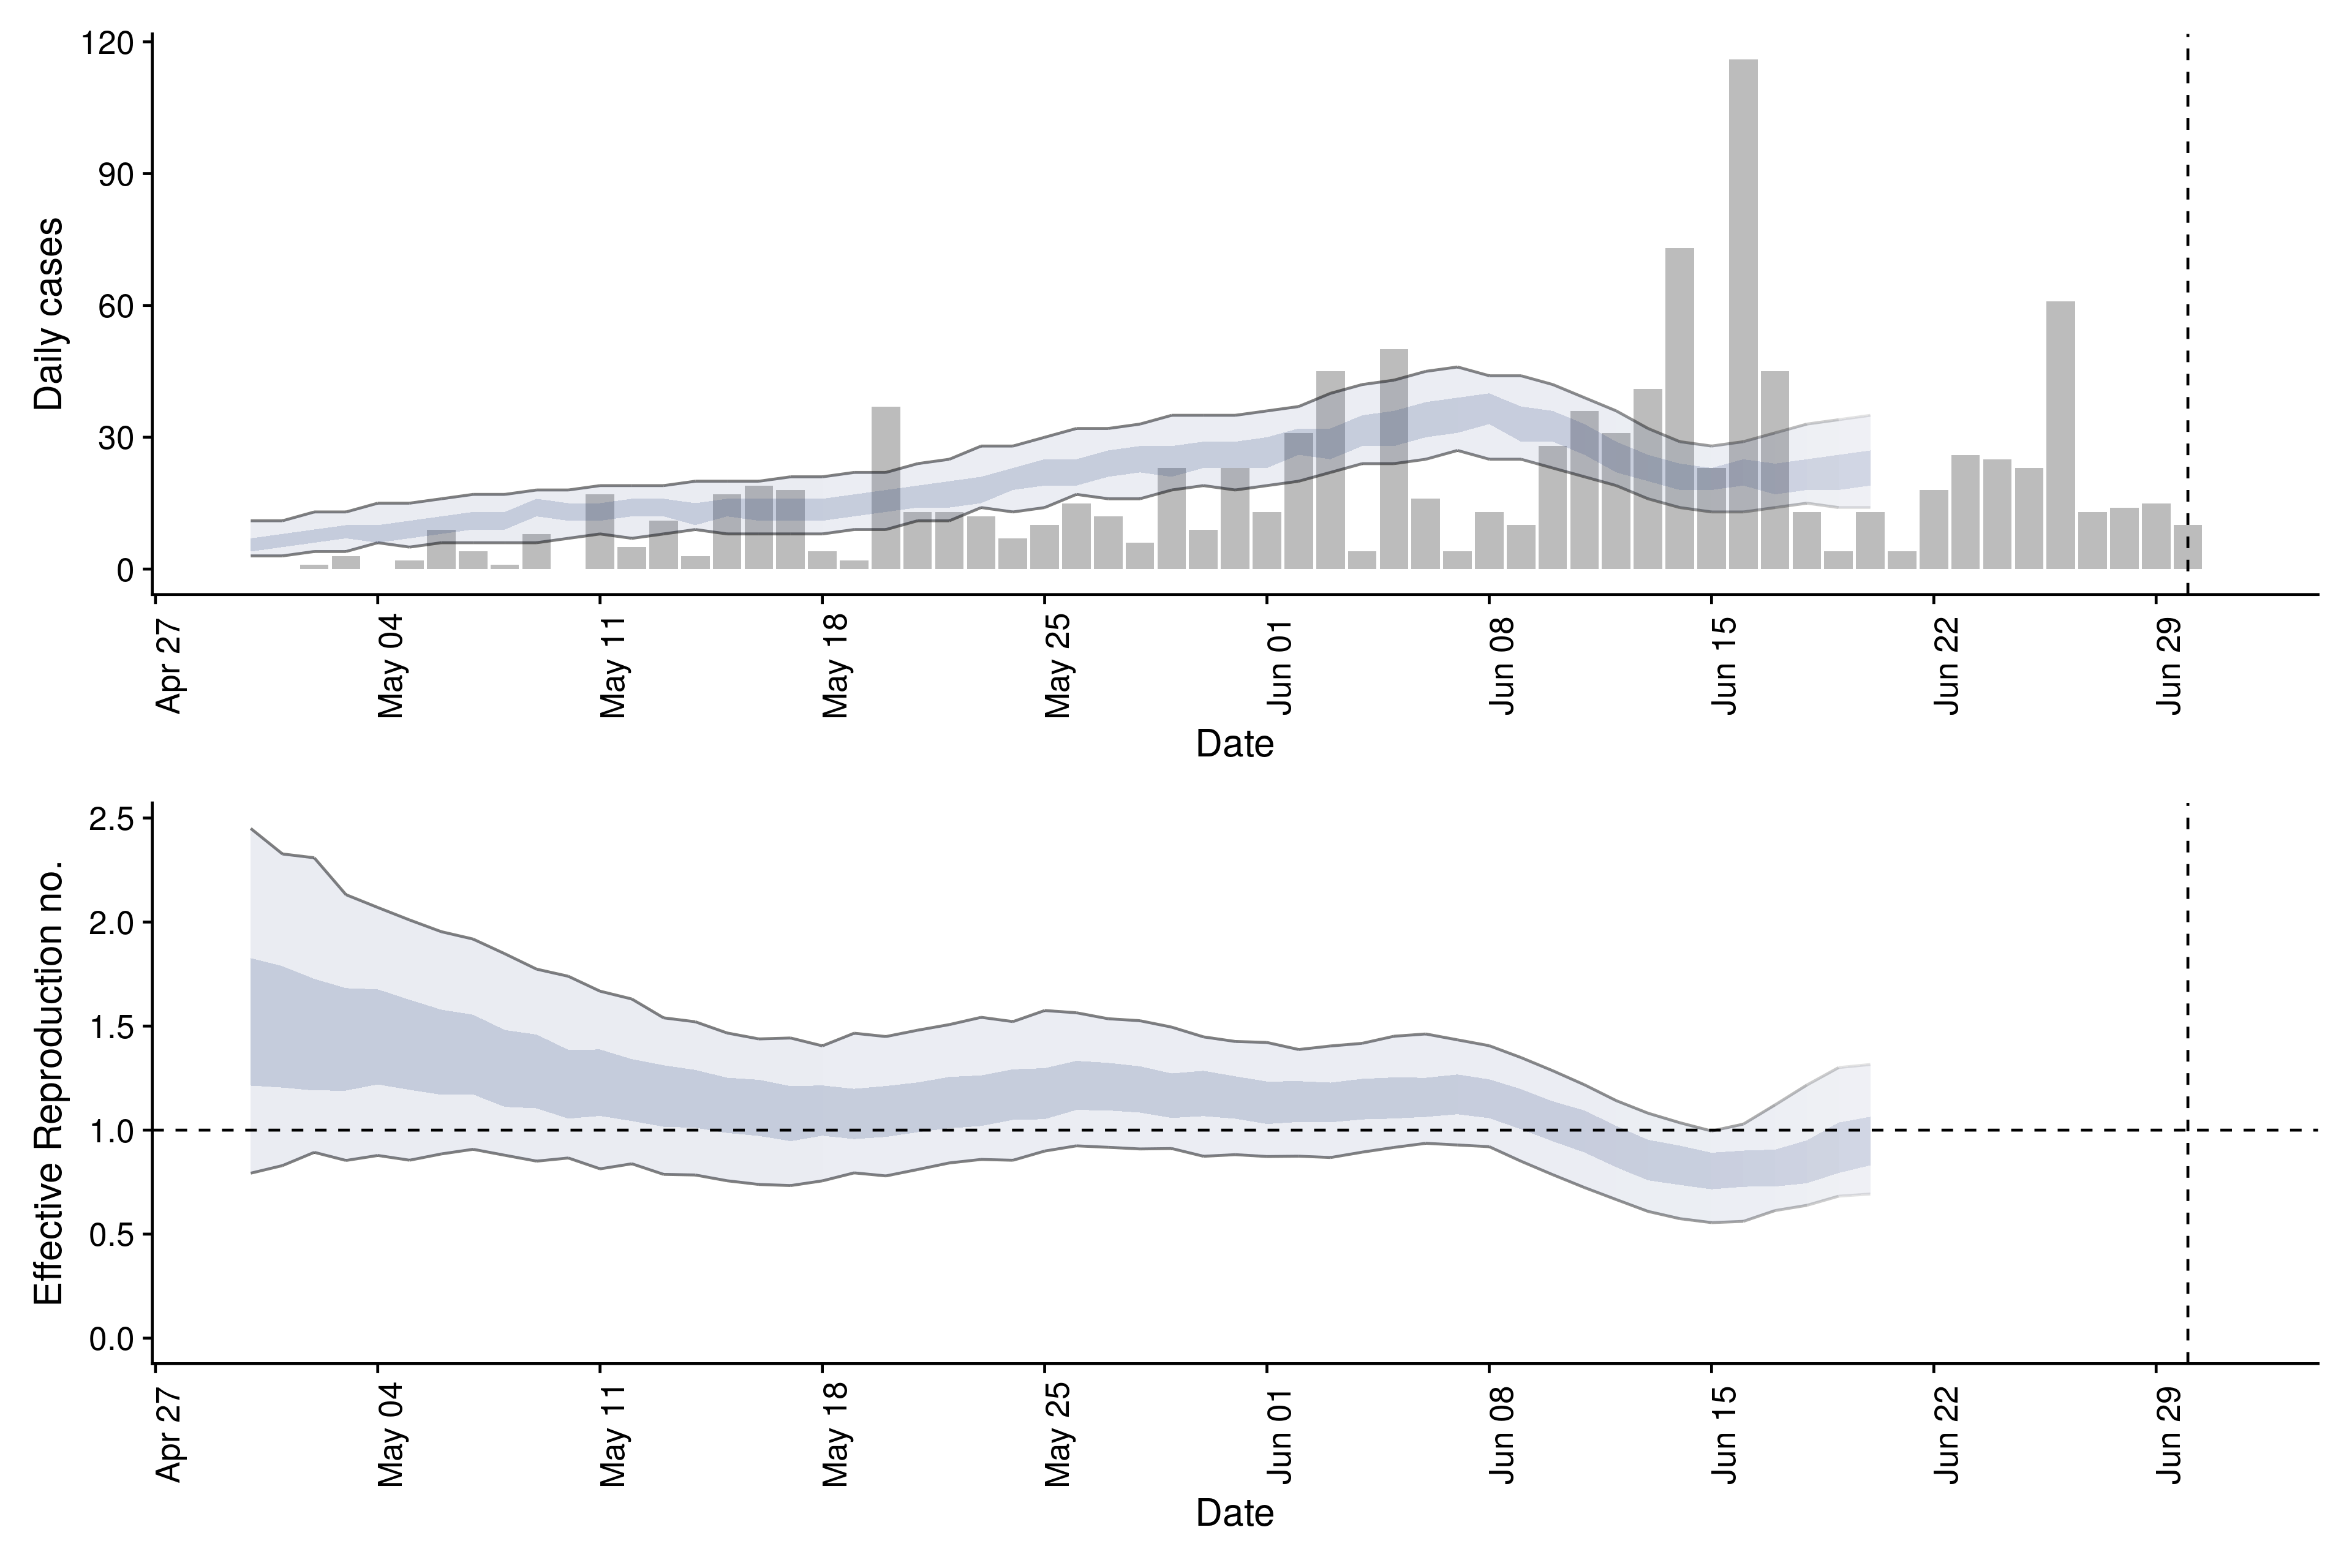 Daily cases
120
90
60
30
0
Apr 27
May 04
May 11
May 18
May 25
Jun 01
Jun 08
Jun 15
Jun 22
Jun 29
Date
Effective Reproduction no.
2.5
2.0
1.5
1.0
0.5
0.0
Apr 27
May 04
May 11
May 18
May 25
Jun 01
Jun 08
Jun 15
Jun 22
Jun 29
Date